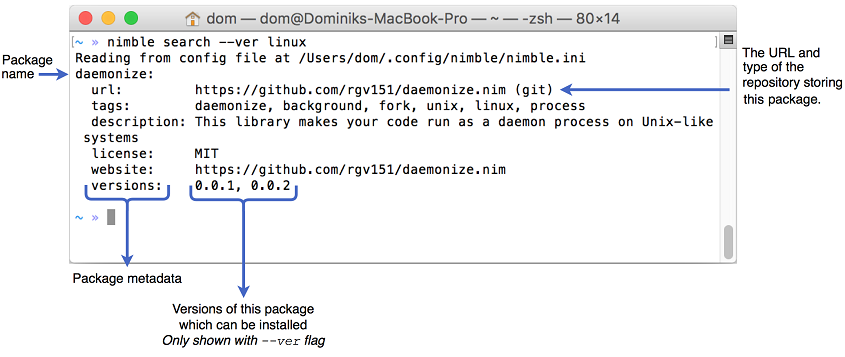 dom — dom@Dominiks-MacBook-Pro — ~ — -zsh — 80×14
[~ » nimble search --ver linux ]
Reading from config file at /Users/dom/.config/nimble/nimble.ini
daemonize:
url: https://github.com/rgv151/daemonize.nim (git)
tags: daemonize, background, fork, unix, linux, process
description: This library makes your code run as a daemon process on Unix-like
systems
license: MIT
website: https://github.com/rgv151/daemonize.nim
versions: 0.0.1, 0.0.2
~ »
Package
name
The URL and
type of the
repository storing
this package.
Package metadata
Versions of this package
which can be installed
Only shown with --ver flag